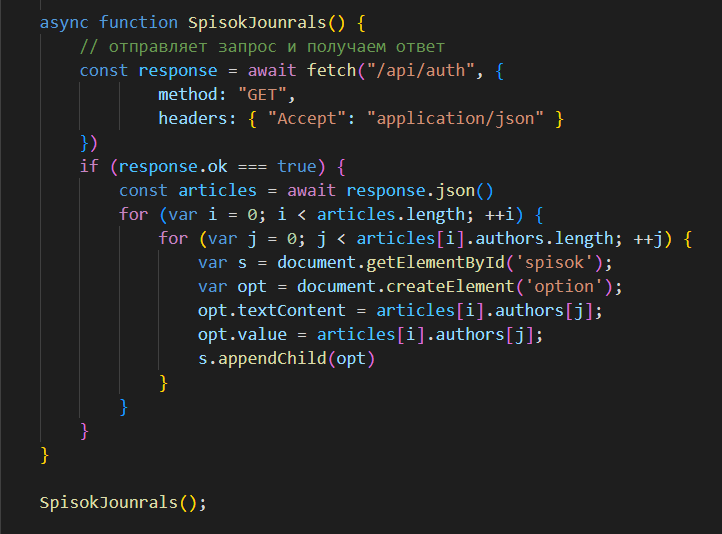 async function SpisokJounrals() {
    // отправляет запрос и получаем ответ
    const response = await fetch("/api/auth", {
            method: "GET",
            headers: { "Accept": "application/json" }
    })
    if (response.ok === true) {
        const articles = await response.json()
        for (var i = 0; i < articles.length; ++i) {
            for (var j = 0; j < articles[i].authors.length; ++j) {
                var s = document.getElementById('spisok');
                var opt = document.createElement('option');
                opt.textContent = articles[i].authors[j];
                opt.value = articles[i].authors[j];
                s.appendChild(opt)
            }
        }
    }
}
SpisokJounrals();